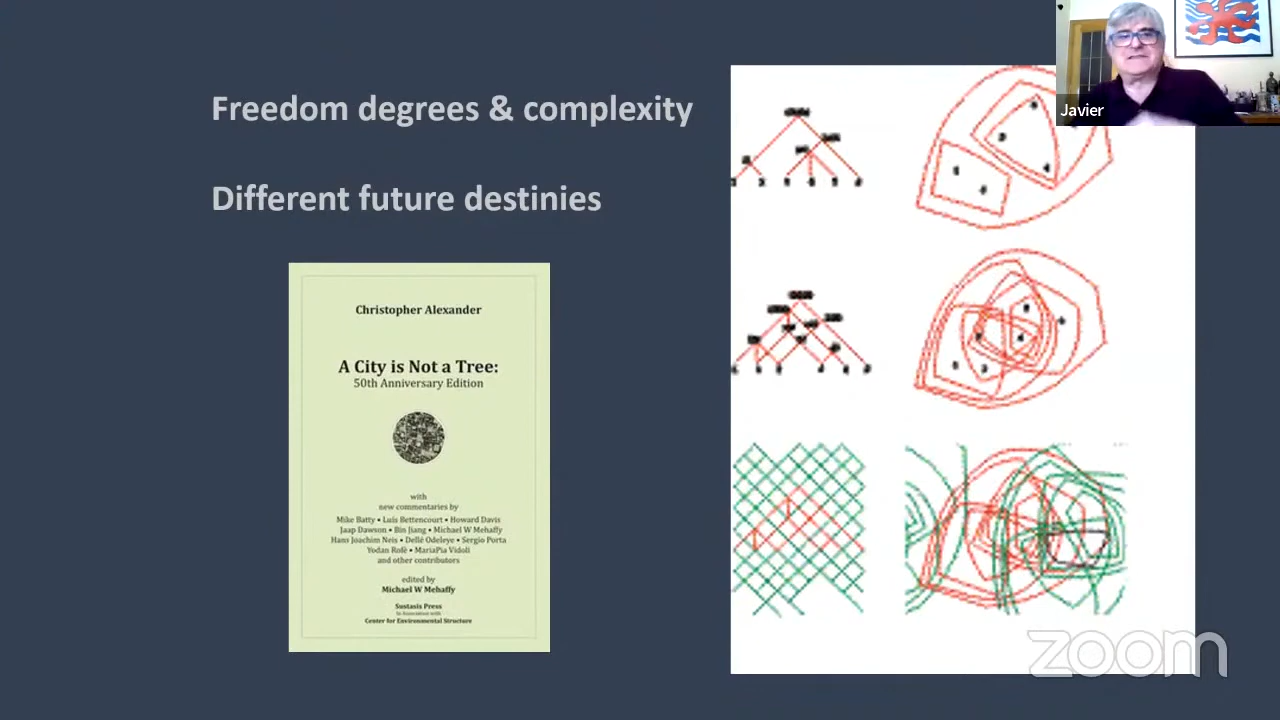 Freedom degrees & complexity
Different future destinies
Christopher Alexander
A City is Not a Tree:
50th Anniversary Edition
with
new commentaries by
Mike Batty • Luis Bettencourt • Howard Davis
Jaap Dawson • Bin Jiang • Michael W Mehaffy
Hans Joachim Neis • Dellé Odeleye • Sergio Porta
Yodan Rofè • MariaPia Vidoli
and other contributors
edited by
Michael W Mehaffy
Sustasis Press
In Association with
Center for Environmental Structure
Javier
zoom